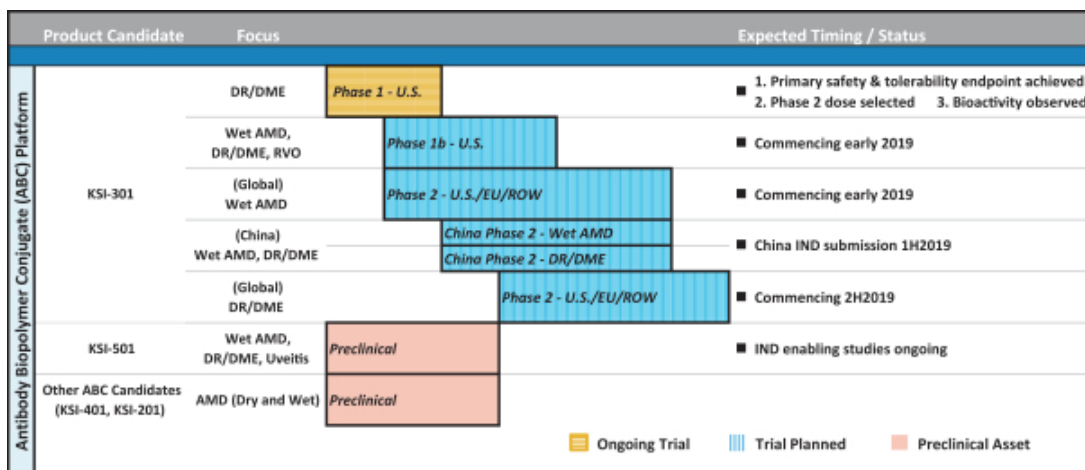 Product Candidate Focus Expected Timing / Status
Antibody Biopolymer Conjugate (ABC) Platform
KSI-301
DR/DME
Phase 1 - U.S.
■ 1. Primary safety & tolerability endpoint achieved
2. Phase 2 dose selected 3. Bioactivity observed
Wet AMD,
DR/DME, RVO
Phase 1b - U.S.
■ Commencing early 2019
(Global)
Wet AMD
Phase 2 - U.S./EU/ROW
■ Commencing early 2019
(China)
Wet AMD, DR/DME
China Phase 2 - Wet AMD
China Phase 2 - DR/DME
■ China IND submission 1H2019
(Global)
DR/DME
Phase 2 - U.S./EU/ROW
■ Commencing 2H2019
KSI-501
Wet AMD,
DR/DME, Uveitis
Preclinical
■ IND enabling studies ongoing
Other ABC Candidates
(KSI-401, KSI-201)
AMD (Dry and Wet)
Preclinical
Ongoing Trial
Trial Planned
Preclinical Asset